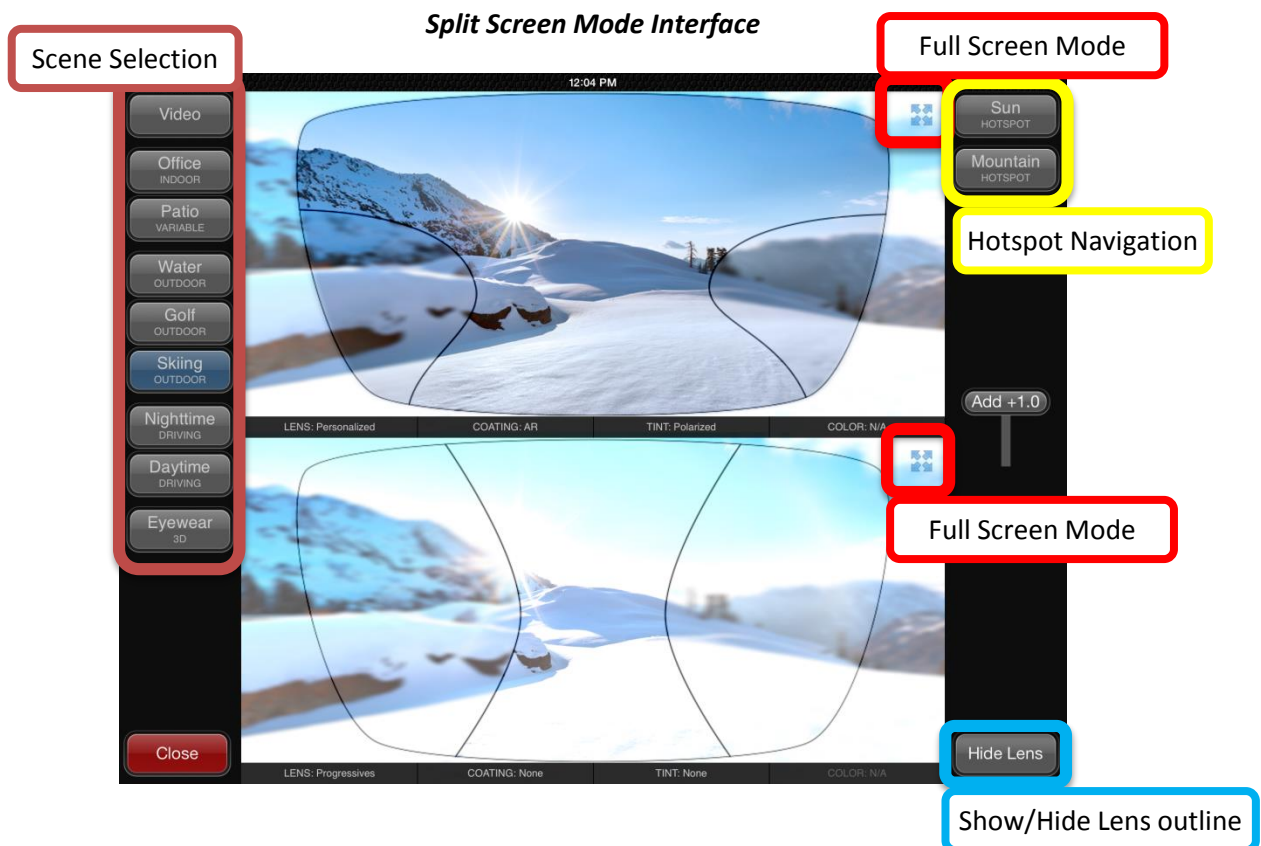 Split Screen Mode Interface
Scene Selection
Full Screen Mode
12:04 PM
Video
Office
INDOOR
Patio
VARIABLE
Water
OUTDOOR
Golf
OUTDOOR
Skiing
OUTDOOR
Nighttime
DRIVING
Daytime
DRIVING
Eyewear
3D
Close
Sun
HOTSPOT
Mountain
HOTSPOT
Hotspot Navigation
Add +1.0
LENS: Personalized COATING: AR TINT: Polarized COLOR: N/A
Full Screen Mode
LENS: Progressives COATING: None TINT: None COLOR: N/A
Hide Lens
Show/Hide Lens outline